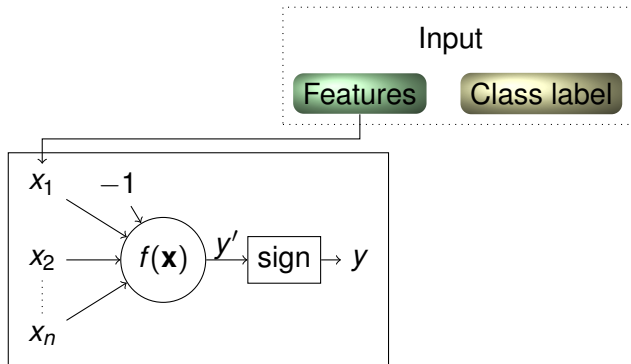 Input
Features Class label
x₁ −1
x₂ f(x) y′ sign y
xₙ